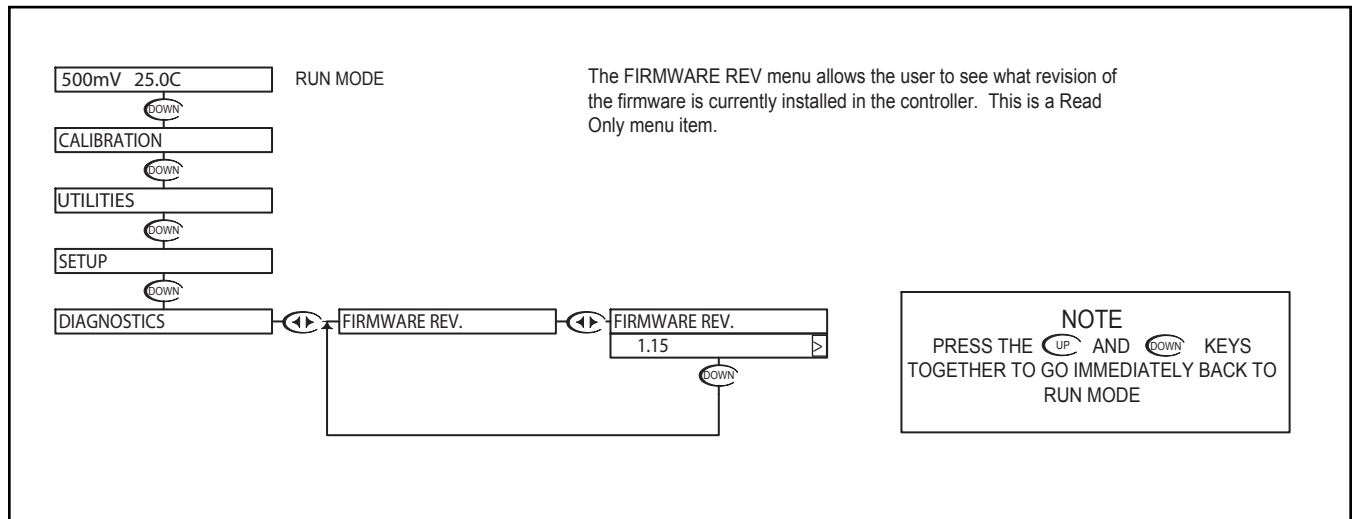 500mV 25.0C
RUN MODE
DOWN
CALIBRATION
DOWN
UTILITIES
DOWN
SETUP
DOWN
DIAGNOSTICS
FIRMWARE REV.
FIRMWARE REV.
1.15 >
DOWN
The FIRMWARE REV menu allows the user to see what revision of
the firmware is currently installed in the controller. This is a Read
Only menu item.
NOTE
PRESS THE UP AND DOWN KEYS
TOGETHER TO GO IMMEDIATELY BACK TO
RUN MODE